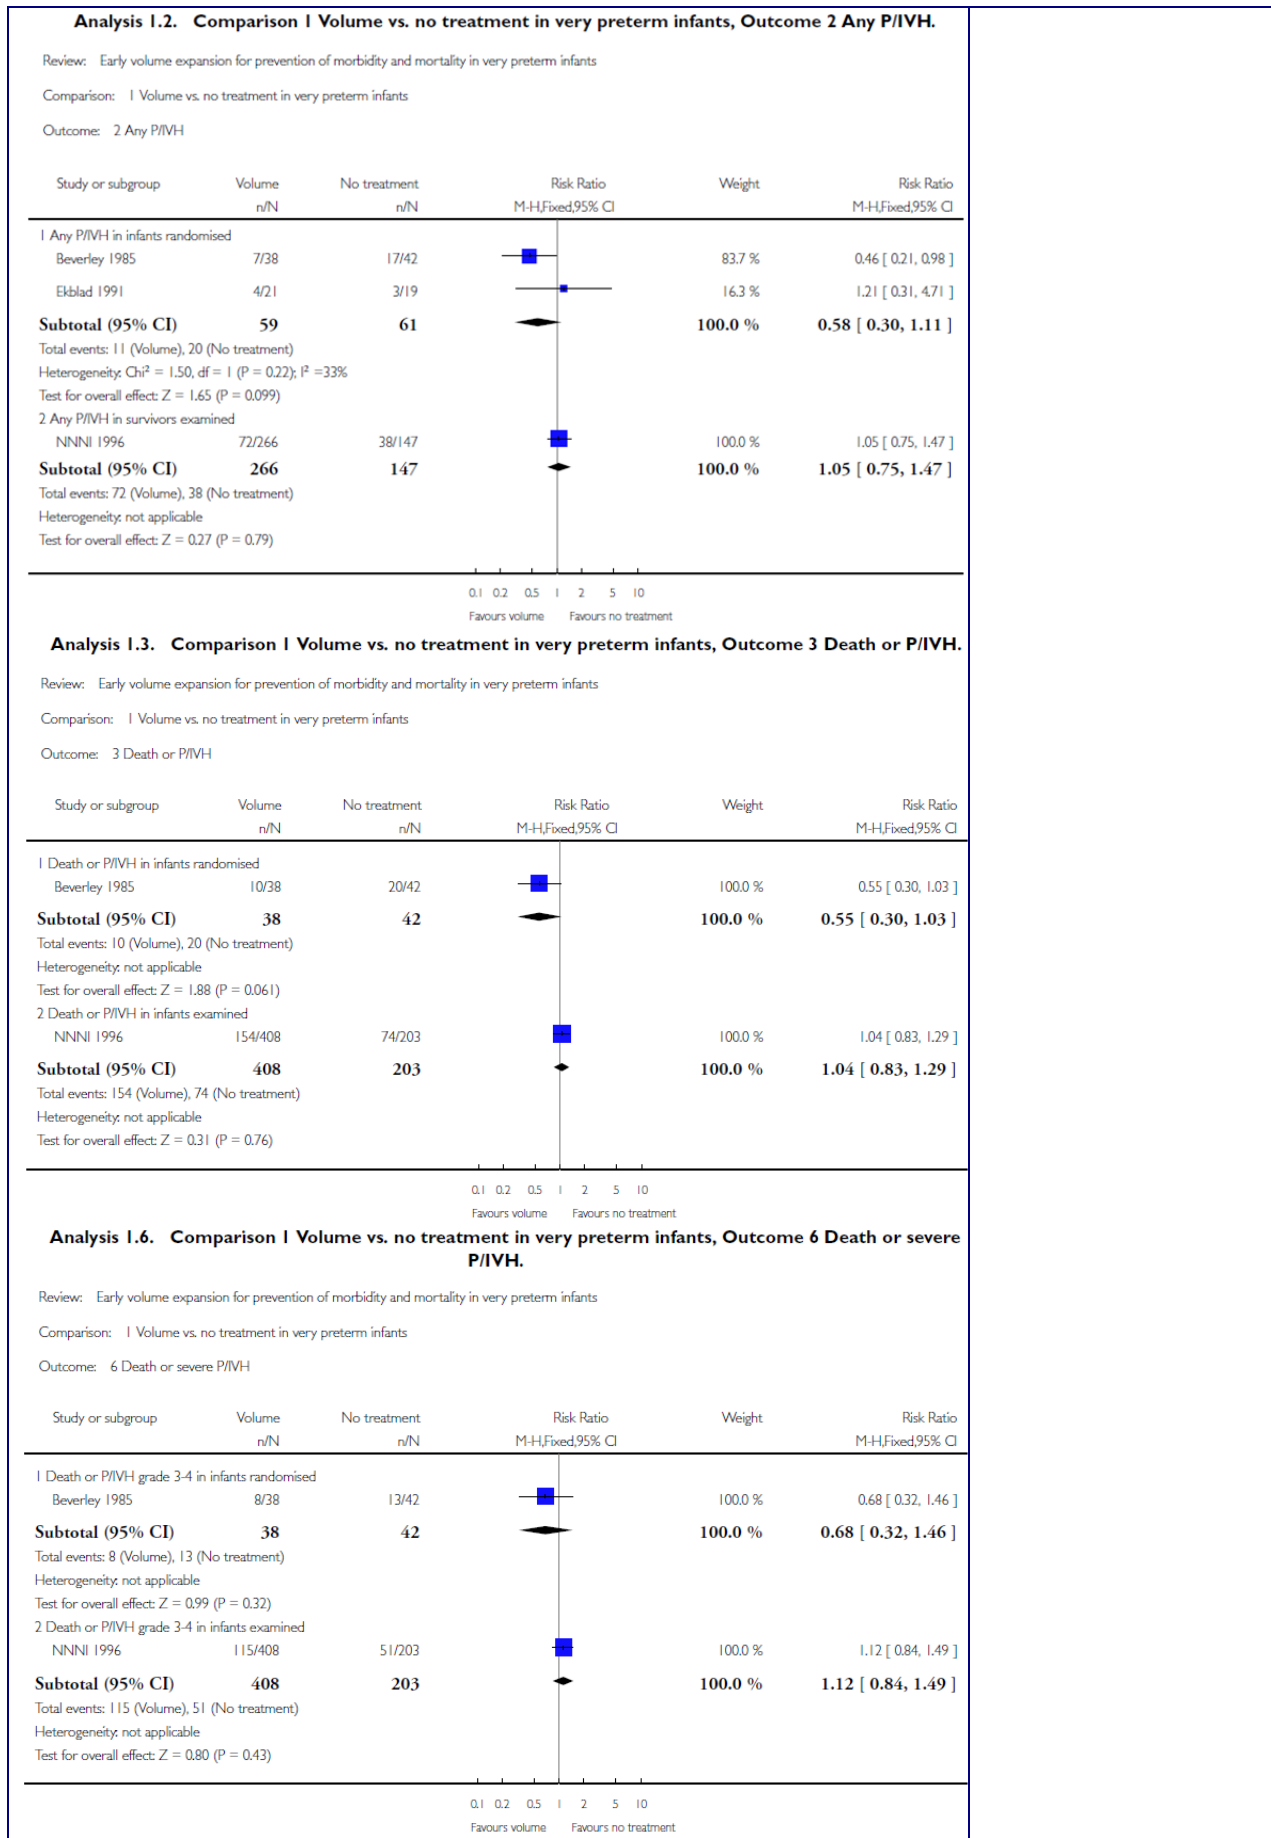 Analysis 1.2. Comparison 1 Volume vs. no treatment in very preterm infants, Outcome 2 Any P/IVH.
Review: Early volume expansion for prevention of morbidity and mortality in very preterm infants
Comparison: 1 Volume vs. no treatment in very preterm infants
Outcome: 2 Any P/IVH
Study or subgroup Volume No treatment Risk Ratio Weight Risk Ratio
n/N n/N M-H,Fixed,95% CI M-H,Fixed,95% CI
1 Any P/IVH in infants randomised
Beverley 1985 7/38 17/42 83.7 % 0.46 [ 0.21, 0.98 ]
Ekblad 1991 4/21 3/19 16.3 % 1.21 [ 0.31, 4.71 ]
Subtotal (95% CI) 59 61 100.0 % 0.58 [ 0.30, 1.11 ]
Total events: 11 (Volume), 20 (No treatment)
Heterogeneity: Chi² = 1.50, df = 1 (P = 0.22); I² =33%
Test for overall effect: Z = 1.65 (P = 0.099)
2 Any P/IVH in survivors examined
NNNI 1996 72/266 38/147 100.0 % 1.05 [ 0.75, 1.47 ]
Subtotal (95% CI) 266 147 100.0 % 1.05 [ 0.75, 1.47 ]
Total events: 72 (Volume), 38 (No treatment)
Heterogeneity: not applicable
Test for overall effect: Z = 0.27 (P = 0.79)
0.1 0.2 0.5 1 2 5 10
Favours volume Favours no treatment
Analysis 1.3. Comparison 1 Volume vs. no treatment in very preterm infants, Outcome 3 Death or P/IVH.
Review: Early volume expansion for prevention of morbidity and mortality in very preterm infants
Comparison: 1 Volume vs. no treatment in very preterm infants
Outcome: 3 Death or P/IVH
Study or subgroup Volume No treatment Risk Ratio Weight Risk Ratio
n/N n/N M-H,Fixed,95% CI M-H,Fixed,95% CI
1 Death or P/IVH in infants randomised
Beverley 1985 10/38 20/42 100.0 % 0.55 [ 0.30, 1.03 ]
Subtotal (95% CI) 38 42 100.0 % 0.55 [ 0.30, 1.03 ]
Total events: 10 (Volume), 20 (No treatment)
Heterogeneity: not applicable
Test for overall effect: Z = 1.88 (P = 0.061)
2 Death or P/IVH in infants examined
NNNI 1996 154/408 74/203 100.0 % 1.04 [ 0.83, 1.29 ]
Subtotal (95% CI) 408 203 100.0 % 1.04 [ 0.83, 1.29 ]
Total events: 154 (Volume), 74 (No treatment)
Heterogeneity: not applicable
Test for overall effect: Z = 0.31 (P = 0.76)
0.1 0.2 0.5 1 2 5 10
Favours volume Favours no treatment
Analysis 1.6. Comparison 1 Volume vs. no treatment in very preterm infants, Outcome 6 Death or severe
P/IVH.
Review: Early volume expansion for prevention of morbidity and mortality in very preterm infants
Comparison: 1 Volume vs. no treatment in very preterm infants
Outcome: 6 Death or severe P/IVH
Study or subgroup Volume No treatment Risk Ratio Weight Risk Ratio
n/N n/N M-H,Fixed,95% CI M-H,Fixed,95% CI
1 Death or P/IVH grade 3-4 in infants randomised
Beverley 1985 8/38 13/42 100.0 % 0.68 [ 0.32, 1.46 ]
Subtotal (95% CI) 38 42 100.0 % 0.68 [ 0.32, 1.46 ]
Total events: 8 (Volume), 13 (No treatment)
Heterogeneity: not applicable
Test for overall effect: Z = 0.99 (P = 0.32)
2 Death or P/IVH grade 3-4 in infants examined
NNNI 1996 115/408 51/203 100.0 % 1.12 [ 0.84, 1.49 ]
Subtotal (95% CI) 408 203 100.0 % 1.12 [ 0.84, 1.49 ]
Total events: 115 (Volume), 51 (No treatment)
Heterogeneity: not applicable
Test for overall effect: Z = 0.80 (P = 0.43)
0.1 0.2 0.5 1 2 5 10
Favours volume Favours no treatment